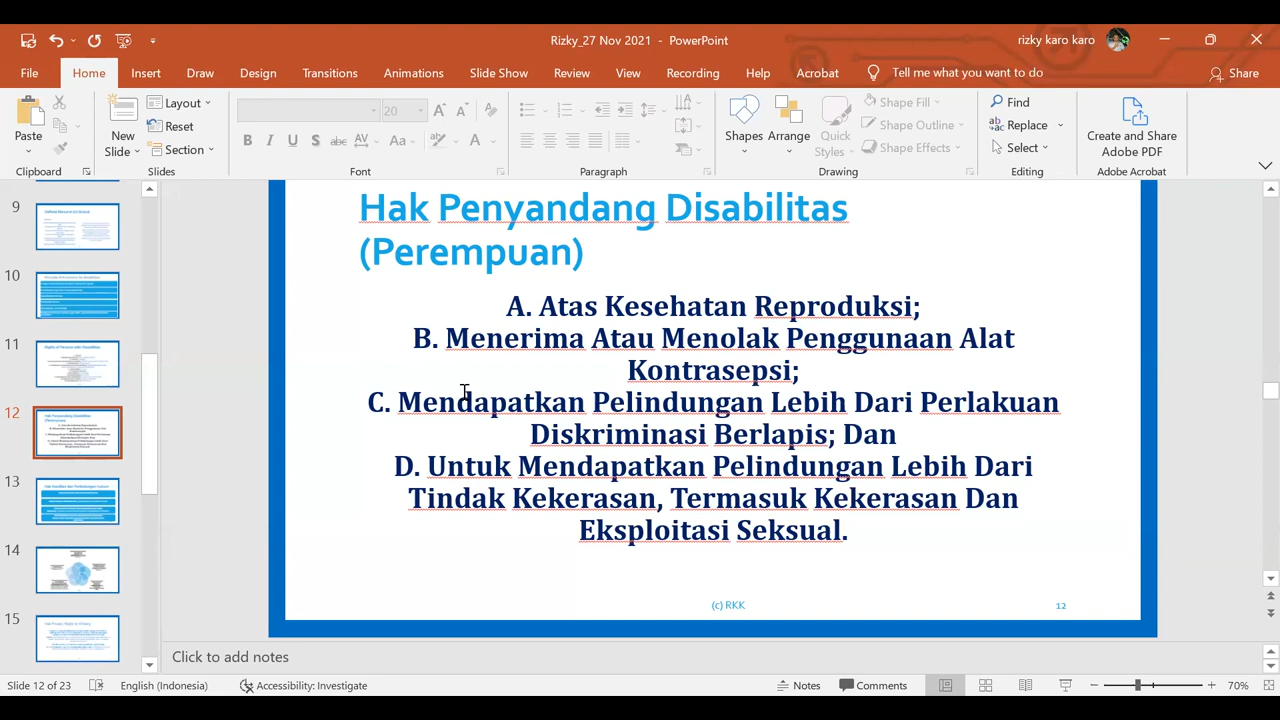 Rizky_27 Nov 2021 - PowerPoint
rizky karo karo
File Home Insert Draw Design Transitions Animations Slide Show Review View Recording Help Acrobat Tell me what you want to do Share
Paste
Clipboard
New Slide
Layout
Reset
Section
Slides
20
Font
Paragraph
Shapes
Arrange
Quick Styles
Shape Fill
Shape Outline
Shape Effects
Drawing
Find
Replace
Select
Editing
Create and Share Adobe PDF
Adobe Acrobat
9
10
11
12
13
14
15
Hak Penyandang Disabilitas
(Perempuan)
A. Atas Kesehatan Reproduksi;
B. Menerima Atau Menolak Penggunaan Alat
Kontrasepsi;
C. Mendapatkan Pelindungan Lebih Dari Perlakuan
Diskriminasi Berlapis; Dan
D. Untuk Mendapatkan Pelindungan Lebih Dari
Tindak Kekerasan, Termasuk Kekerasan Dan
Eksploitasi Seksual.
(c) RKK
12
Click to add notes
Slide 12 of 23 English (Indonesia) Accessibility: Investigate Notes Comments 70%